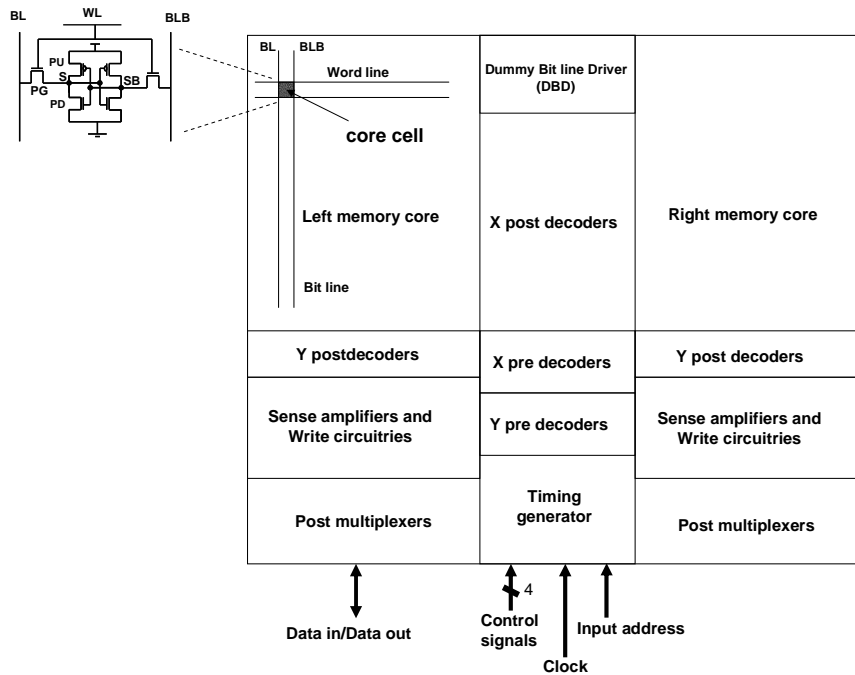 BL
WL
BLB
PU
S
SB
PG
PD
BL
BLB
Word line
core cell
Left memory core
Bit line
Dummy Bit line Driver
(DBD)
X post decoders
Right memory core
Y postdecoders
X pre decoders
Y post decoders
Sense amplifiers and
Write circuitries
Y pre decoders
Sense amplifiers and
Write circuitries
Post multiplexers
Timing
generator
Post multiplexers
4
Data in/Data out
Control
signals
Input address
Clock